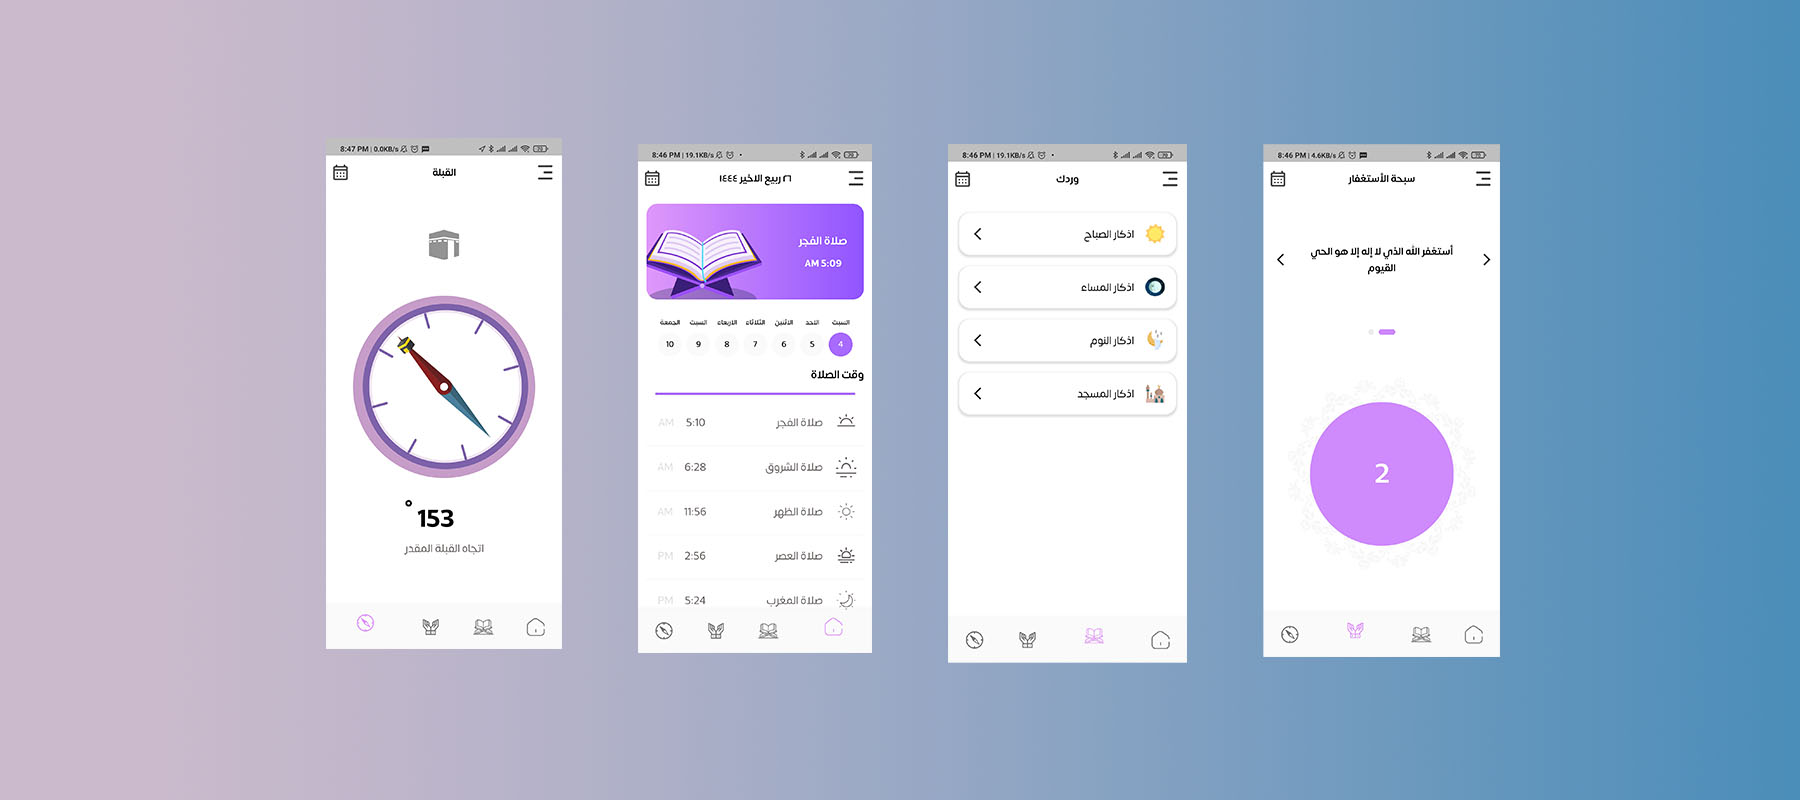 8:47 PM | 0.0KB/s
70
القبلة
153°
اتجاه القبلة المقدر
8:46 PM | 19.1KB/s
70
٢٦ ربيع الاخير ١٤٤٤
صلاة الفجر
AM 5:09
السبت الاحد الاثنين الثلاثاء الاربعاء السبت الجمعة
4 5 6 7 8 9 10
وقت الصلاة
صلاة الفجر 5:10 AM
صلاة الشروق 6:28 AM
صلاة الظهر 11:56 AM
صلاة العصر 2:56 PM
صلاة المغرب 5:24 PM
8:46 PM | 19.1KB/s
70
وردك
اذكار الصباح
اذكار المساء
اذكار النوم
اذكار المسجد
8:46 PM | 4.6KB/s
70
سبحة الأستغفار
أستغفر الله الذي لا إله إلا هو الحي
القيوم
2